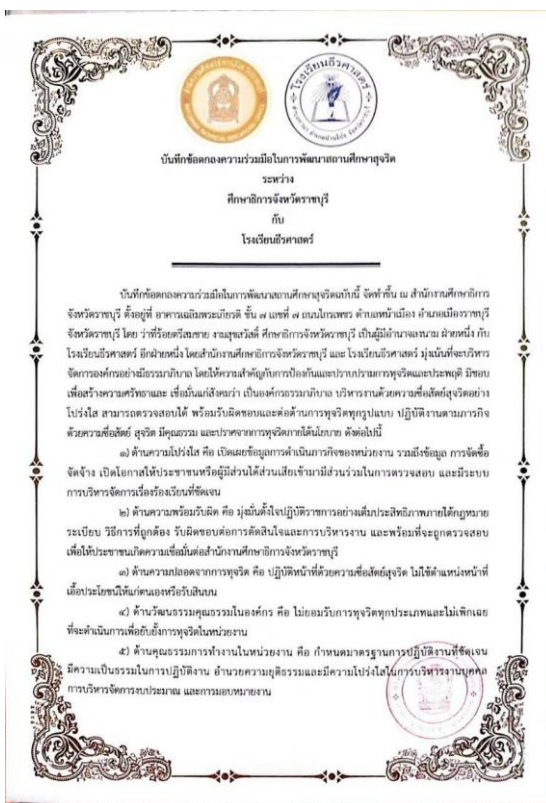 โรงเรียนธีรศาสตร์
บันทึกข้อตกลงความร่วมมือในการพัฒนาสถานศึกษาสุจริต
ระหว่าง
ศึกษาธิการจังหวัดราชบุรี
กับ
โรงเรียนธีรศาสตร์
บันทึกข้อตกลงความร่วมมือในการพัฒนาสถานศึกษาสุจริตฉบับนี้ จัดทำขึ้น ณ สำนักงานศึกษาธิการ
จังหวัดราชบุรี ตั้งอยู่ที่ อาคารเฉลิมพระเกียรติ ชั้น ๗ เลขที่ ๗ ถนนไกรเพชร ตำบลหน้าเมือง อำเภอเมืองราชบุรี
จังหวัดราชบุรี โดย ว่าที่ร้อยตรีสมชาย งามสุขสวัสดิ์ ศึกษาธิการจังหวัดราชบุรี เป็นผู้มีอำนาจลงนาม ฝ่ายหนึ่ง กับ
โรงเรียนธีรศาสตร์ อีกฝ่ายหนึ่ง โดยสำนักงานศึกษาธิการจังหวัดราชบุรี และ โรงเรียนธีรศาสตร์ มุ่งเน้นที่จะบริหาร
จัดการองค์กรอย่างมีธรรมาภิบาล โดยให้ความสำคัญกับการป้องกันและปราบปรามการทุจริตและประพฤติ มิชอบ
เพื่อสร้างความศรัทธาและ เชื่อมั่นแก่สังคมว่า เป็นองค์กรธรรมาภิบาล บริหารงานด้วยความซื่อสัตย์สุจริตอย่าง
โปร่งใส สามารถตรวจสอบได้ พร้อมรับผิดชอบและต่อต้านการทุจริตทุกรูปแบบ ปฏิบัติงานตามภารกิจ
ด้วยความซื่อสัตย์ สุจริต มีคุณธรรม และปราศจากการทุจริตภายใต้นโยบาย ดังต่อไปนี้
๑) ด้านความโปร่งใส คือ เปิดเผยข้อมูลการดำเนินภารกิจของหน่วยงาน รวมถึงข้อมูล การจัดซื้อ
จัดจ้าง เปิดโอกาสให้ประชาชนหรือผู้มีส่วนได้ส่วนเสียเข้ามามีส่วนร่วมในการตรวจสอบ และมีระบบ
การบริหารจัดการเรื่องร้องเรียนที่ชัดเจน
๒) ด้านความพร้อมรับผิด คือ มุ่งมั่นตั้งใจปฏิบัติราชการอย่างเต็มประสิทธิภาพภายใต้กฎหมาย
ระเบียบ วิธีการที่ถูกต้อง รับผิดชอบต่อการตัดสินใจและการบริหารงาน และพร้อมที่จะถูกตรวจสอบ
เพื่อให้ประชาชนเกิดความเชื่อมั่นต่อสำนักงานศึกษาธิการจังหวัดราชบุรี
๓) ด้านความปลอดจากการทุจริต คือ ปฏิบัติหน้าที่ด้วยความซื่อสัตย์สุจริต ไม่ใช้ตำแหน่งหน้าที่
เอื้อประโยชน์ให้แก่ตนเองหรือรับสินบน
๔) ด้านวัฒนธรรมคุณธรรมในองค์กร คือ ไม่ยอมรับการทุจริตทุกประเภทและไม่เพิกเฉย
ที่จะดำเนินการเพื่อยับยั้งการทุจริตในหน่วยงาน
๕) ด้านคุณธรรมการทำงานในหน่วยงาน คือ กำหนดมาตรฐานการปฏิบัติงานที่ชัดเจน
มีความเป็นธรรมในการปฏิบัติงาน อำนวยความยุติธรรมและมีความโปร่งใสในการบริหารงานบุคคล
การบริหารจัดการงบประมาณ และการมอบหมายงาน